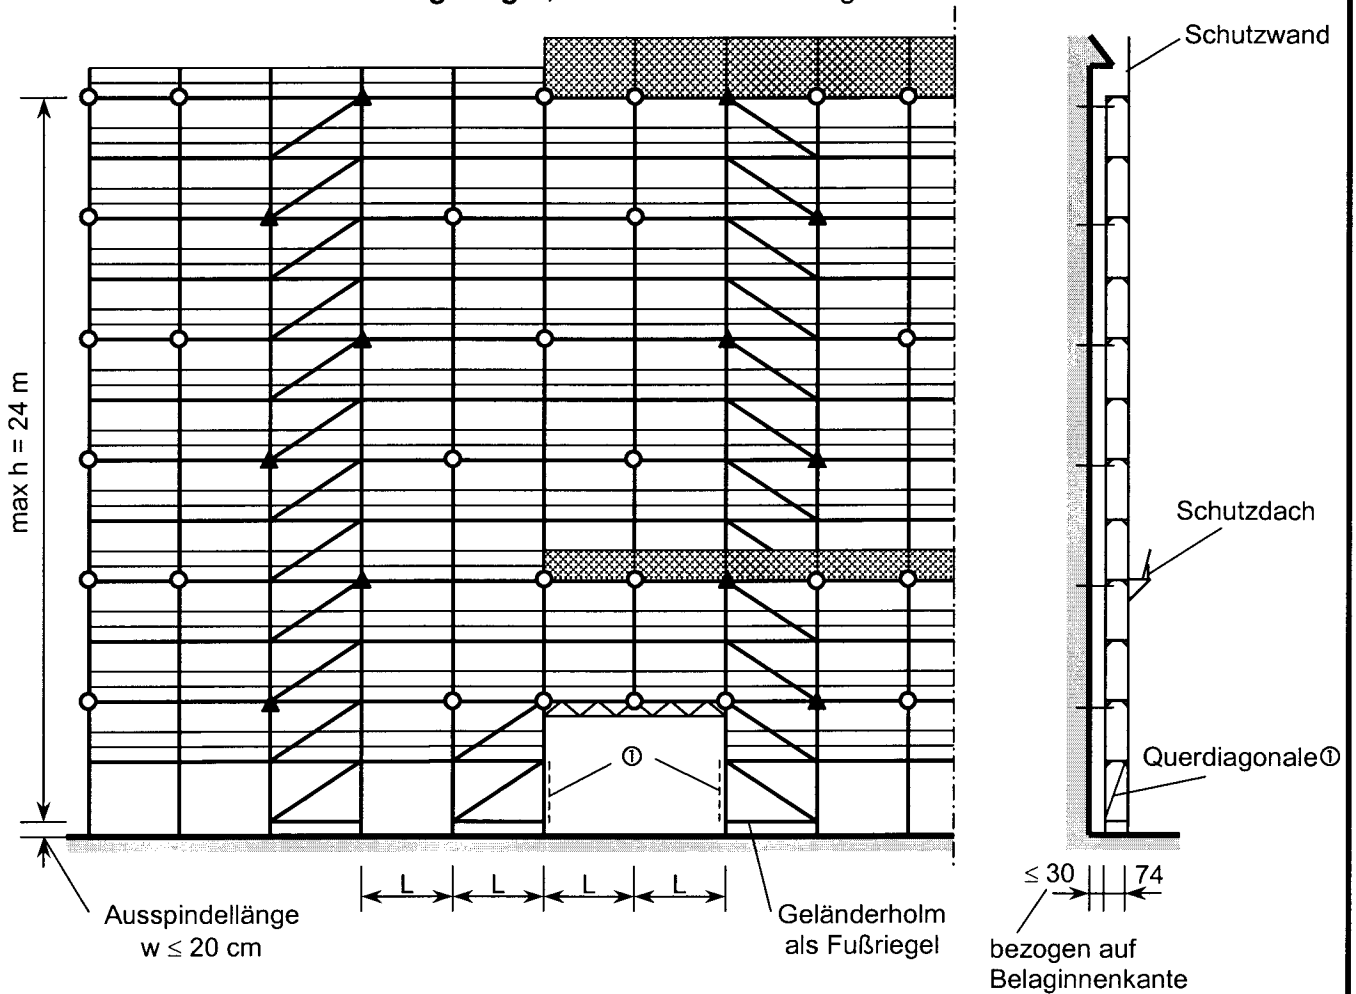 Schutzwand
max h = 24 m
Schutzdach
①
Querdiagonale①
L L L L
≤ 30 74
Ausspindellänge
w ≤ 20 cm
Geländerholm
als Fußriegel
bezogen auf
Belaginnenkante